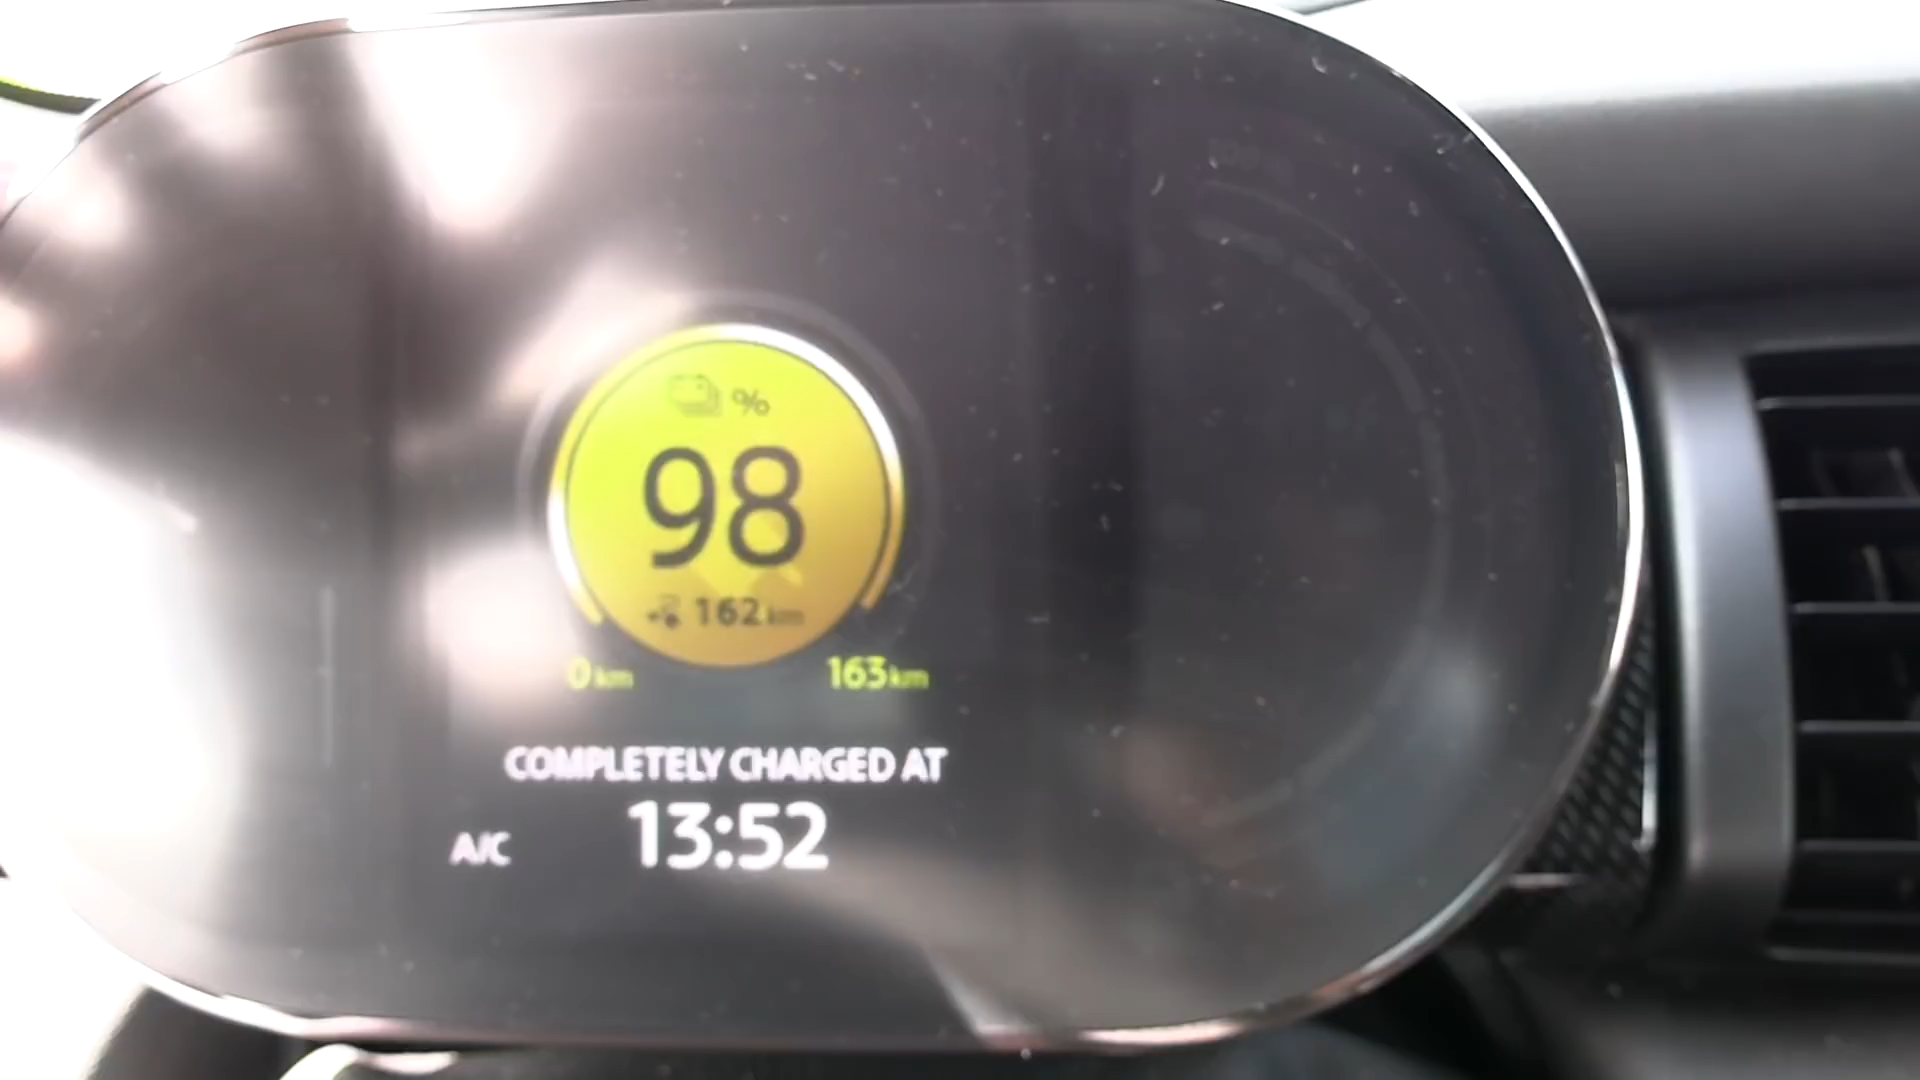 %
98
162 km
0 km 163 km
COMPLETELY CHARGED AT
A/C 13:52